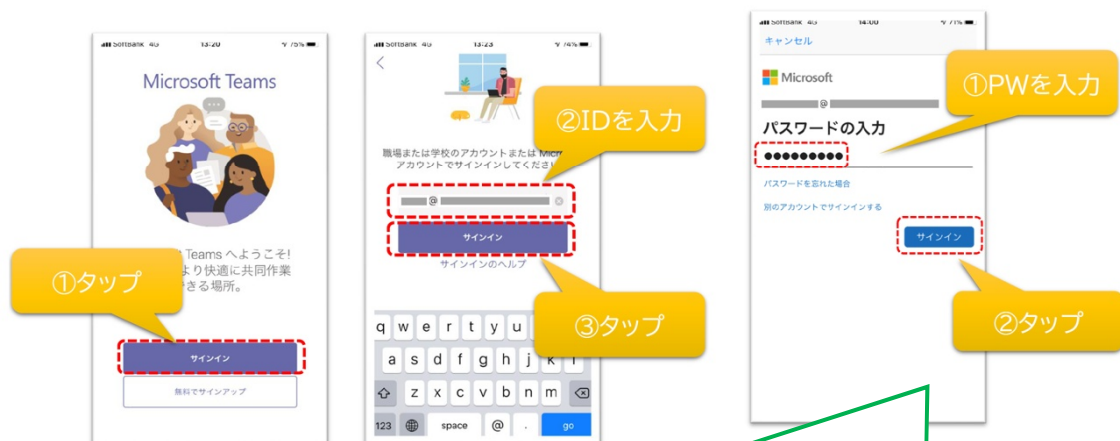 SoftBank 4G 13:20 75%
Microsoft Teams
Teams へようこそ!
より快適に共同作業
できる場所。
①タップ
サインイン
無料でサインアップ
SoftBank 4G 13:23 74%
②IDを入力
職場または学校のアカウントまたは
アカウントでサインインしてください
@
サインイン
サインインのヘルプ
③タップ
q w e r t y u
a s d f g h j k l
z x c v b n m
123 space @ . go
SoftBank 4G 14:00 71%
キャンセル
Microsoft
①PWを入力
@
パスワードの入力
パスワードを忘れた場合
別のアカウントでサインインする
サインイン
②タップ